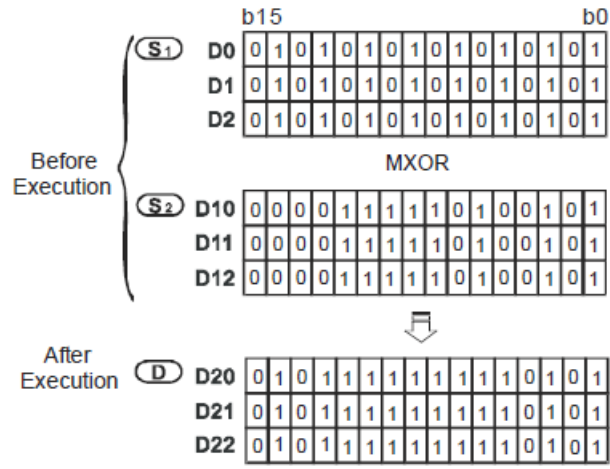 b15 b0
S1 D0 0 1 0 1 0 1 0 1 0 1 0 1 0 1 0 1
D1 0 1 0 1 0 1 0 1 0 1 0 1 0 1 0 1
D2 0 1 0 1 0 1 0 1 0 1 0 1 0 1 0 1
Before
Execution
MXOR
S2 D10 0 0 0 0 1 1 1 1 1 0 1 0 0 1 0 1
D11 0 0 0 0 1 1 1 1 1 0 1 0 0 1 0 1
D12 0 0 0 0 1 1 1 1 1 0 1 0 0 1 0 1
After
Execution
D D20 0 1 0 1 1 1 1 1 1 1 1 1 0 1 0 1
D21 0 1 0 1 1 1 1 1 1 1 1 1 0 1 0 1
D22 0 1 0 1 1 1 1 1 1 1 1 1 0 1 0 1